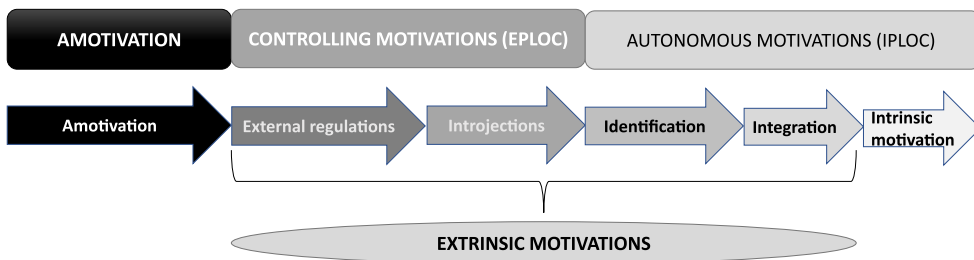 AMOTIVATION
CONTROLLING MOTIVATIONS (EPLOC)
AUTONOMOUS MOTIVATIONS (IPLOC)
Amotivation
External regulations
Introjections
Identification
Integration
Intrinsic
motivation
EXTRINSIC MOTIVATIONS